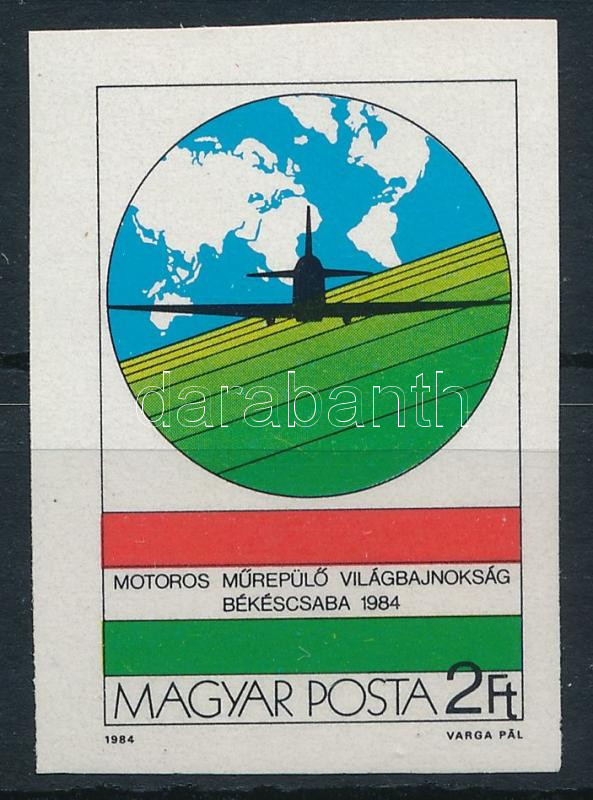 darabanth
MOTOROS MŰREPÜLŐ VILÁGBAJNOKSÁG
BÉKÉSCSABA 1984
MAGYAR POSTA 2Ft
1984 VARGA PÁL